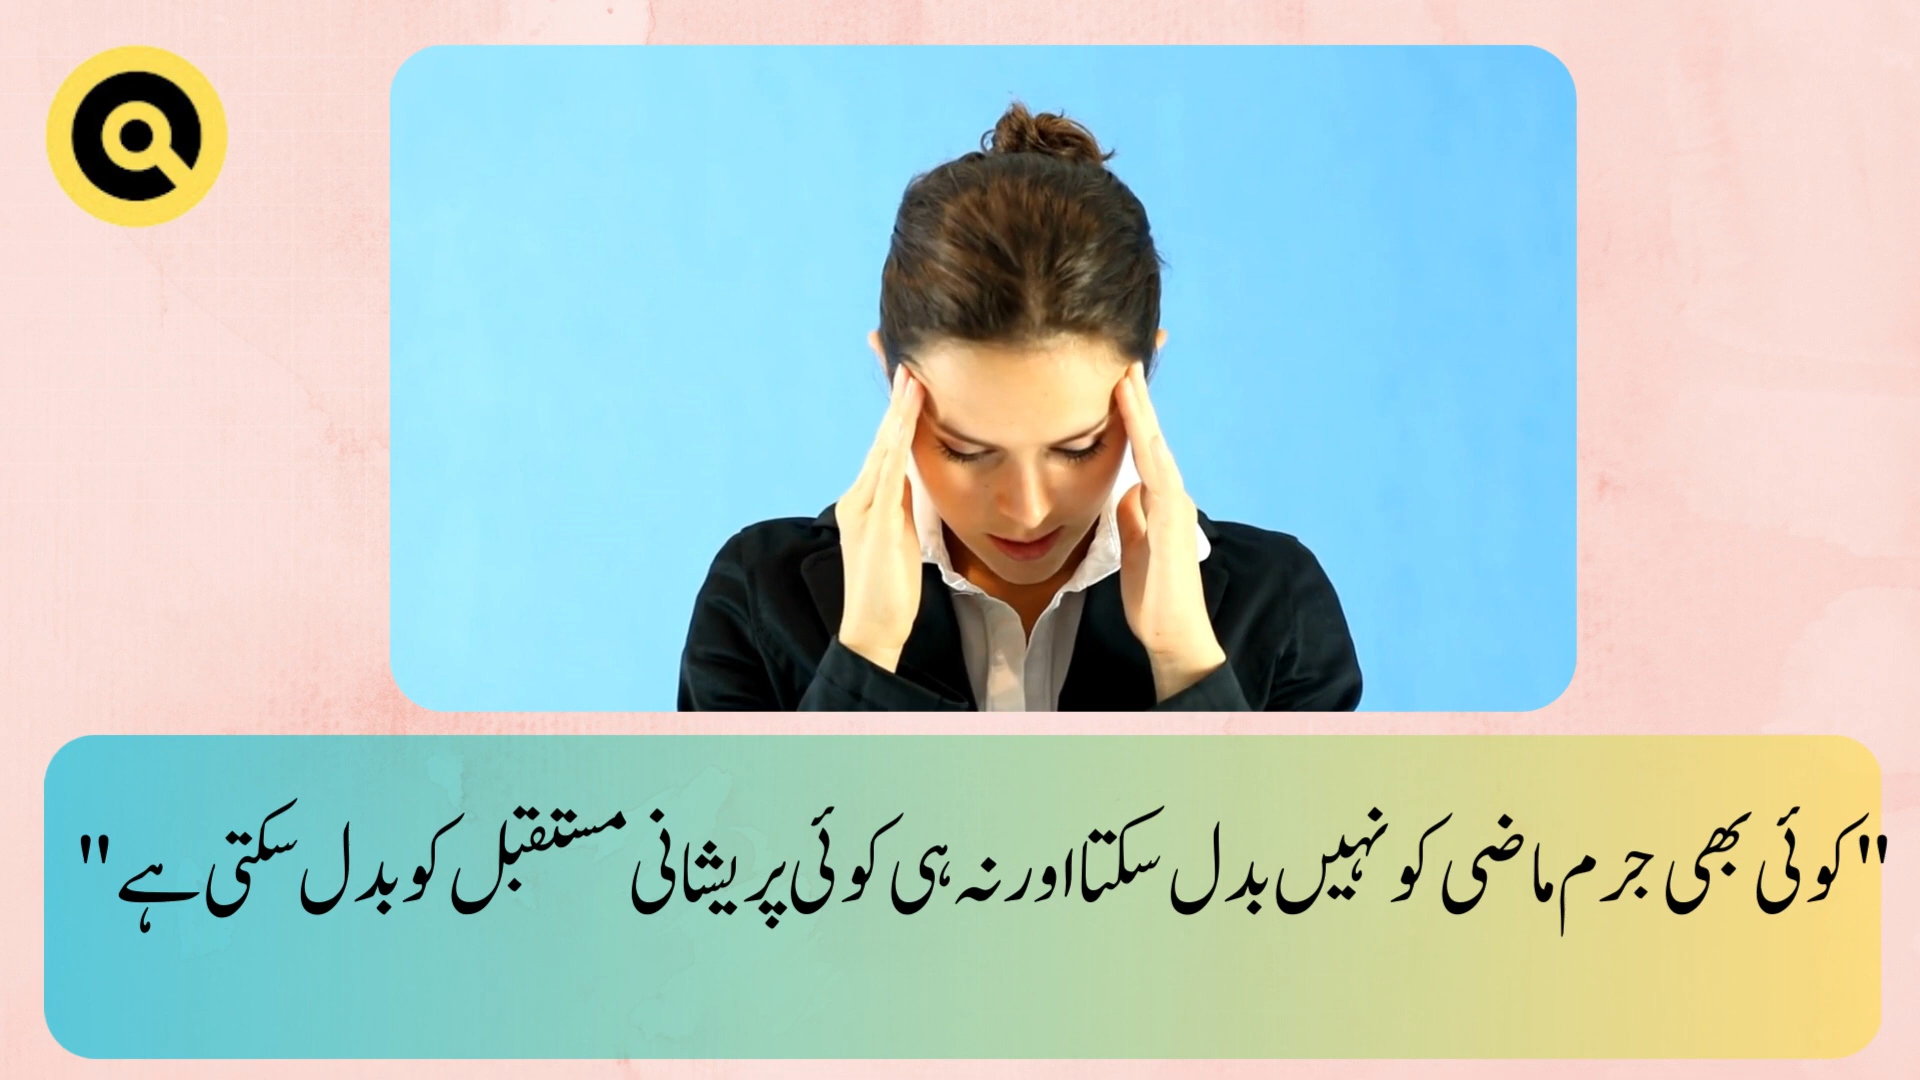 "کوئی بھی جرم ماضی کو نہیں بدل سکتا اور نہ ہی کوئی پریشانی مستقبل کو بدل سکتی ہے"